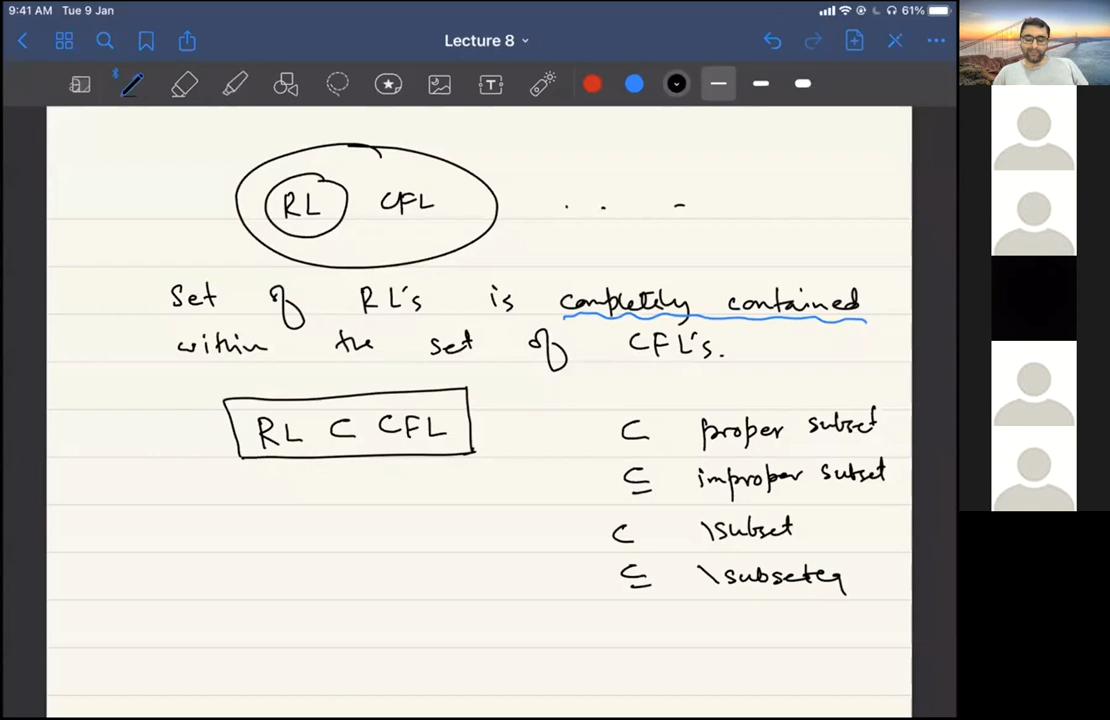 9:41 AM Tue 9 Jan
61%
Lecture 8
T
RL CFL
Set of RL's is completely contained
within the set of CFL's.
RL ⊂ CFL
⊂ proper subset
⊆ improper subset
⊂ \subset
⊆ \subseteq